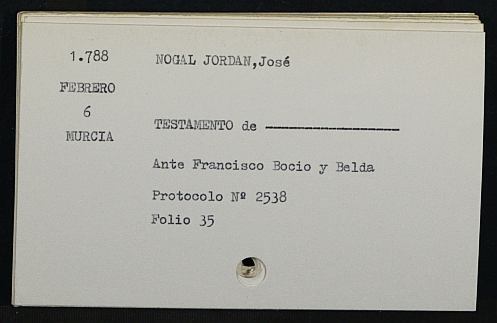 1.788
FEBRERO
6
MURCIA
NOGAL JORDAN,José
TESTAMENTO de --------------------
Ante Francisco Bocio y Belda
Protocolo Nº 2538
Folio 35